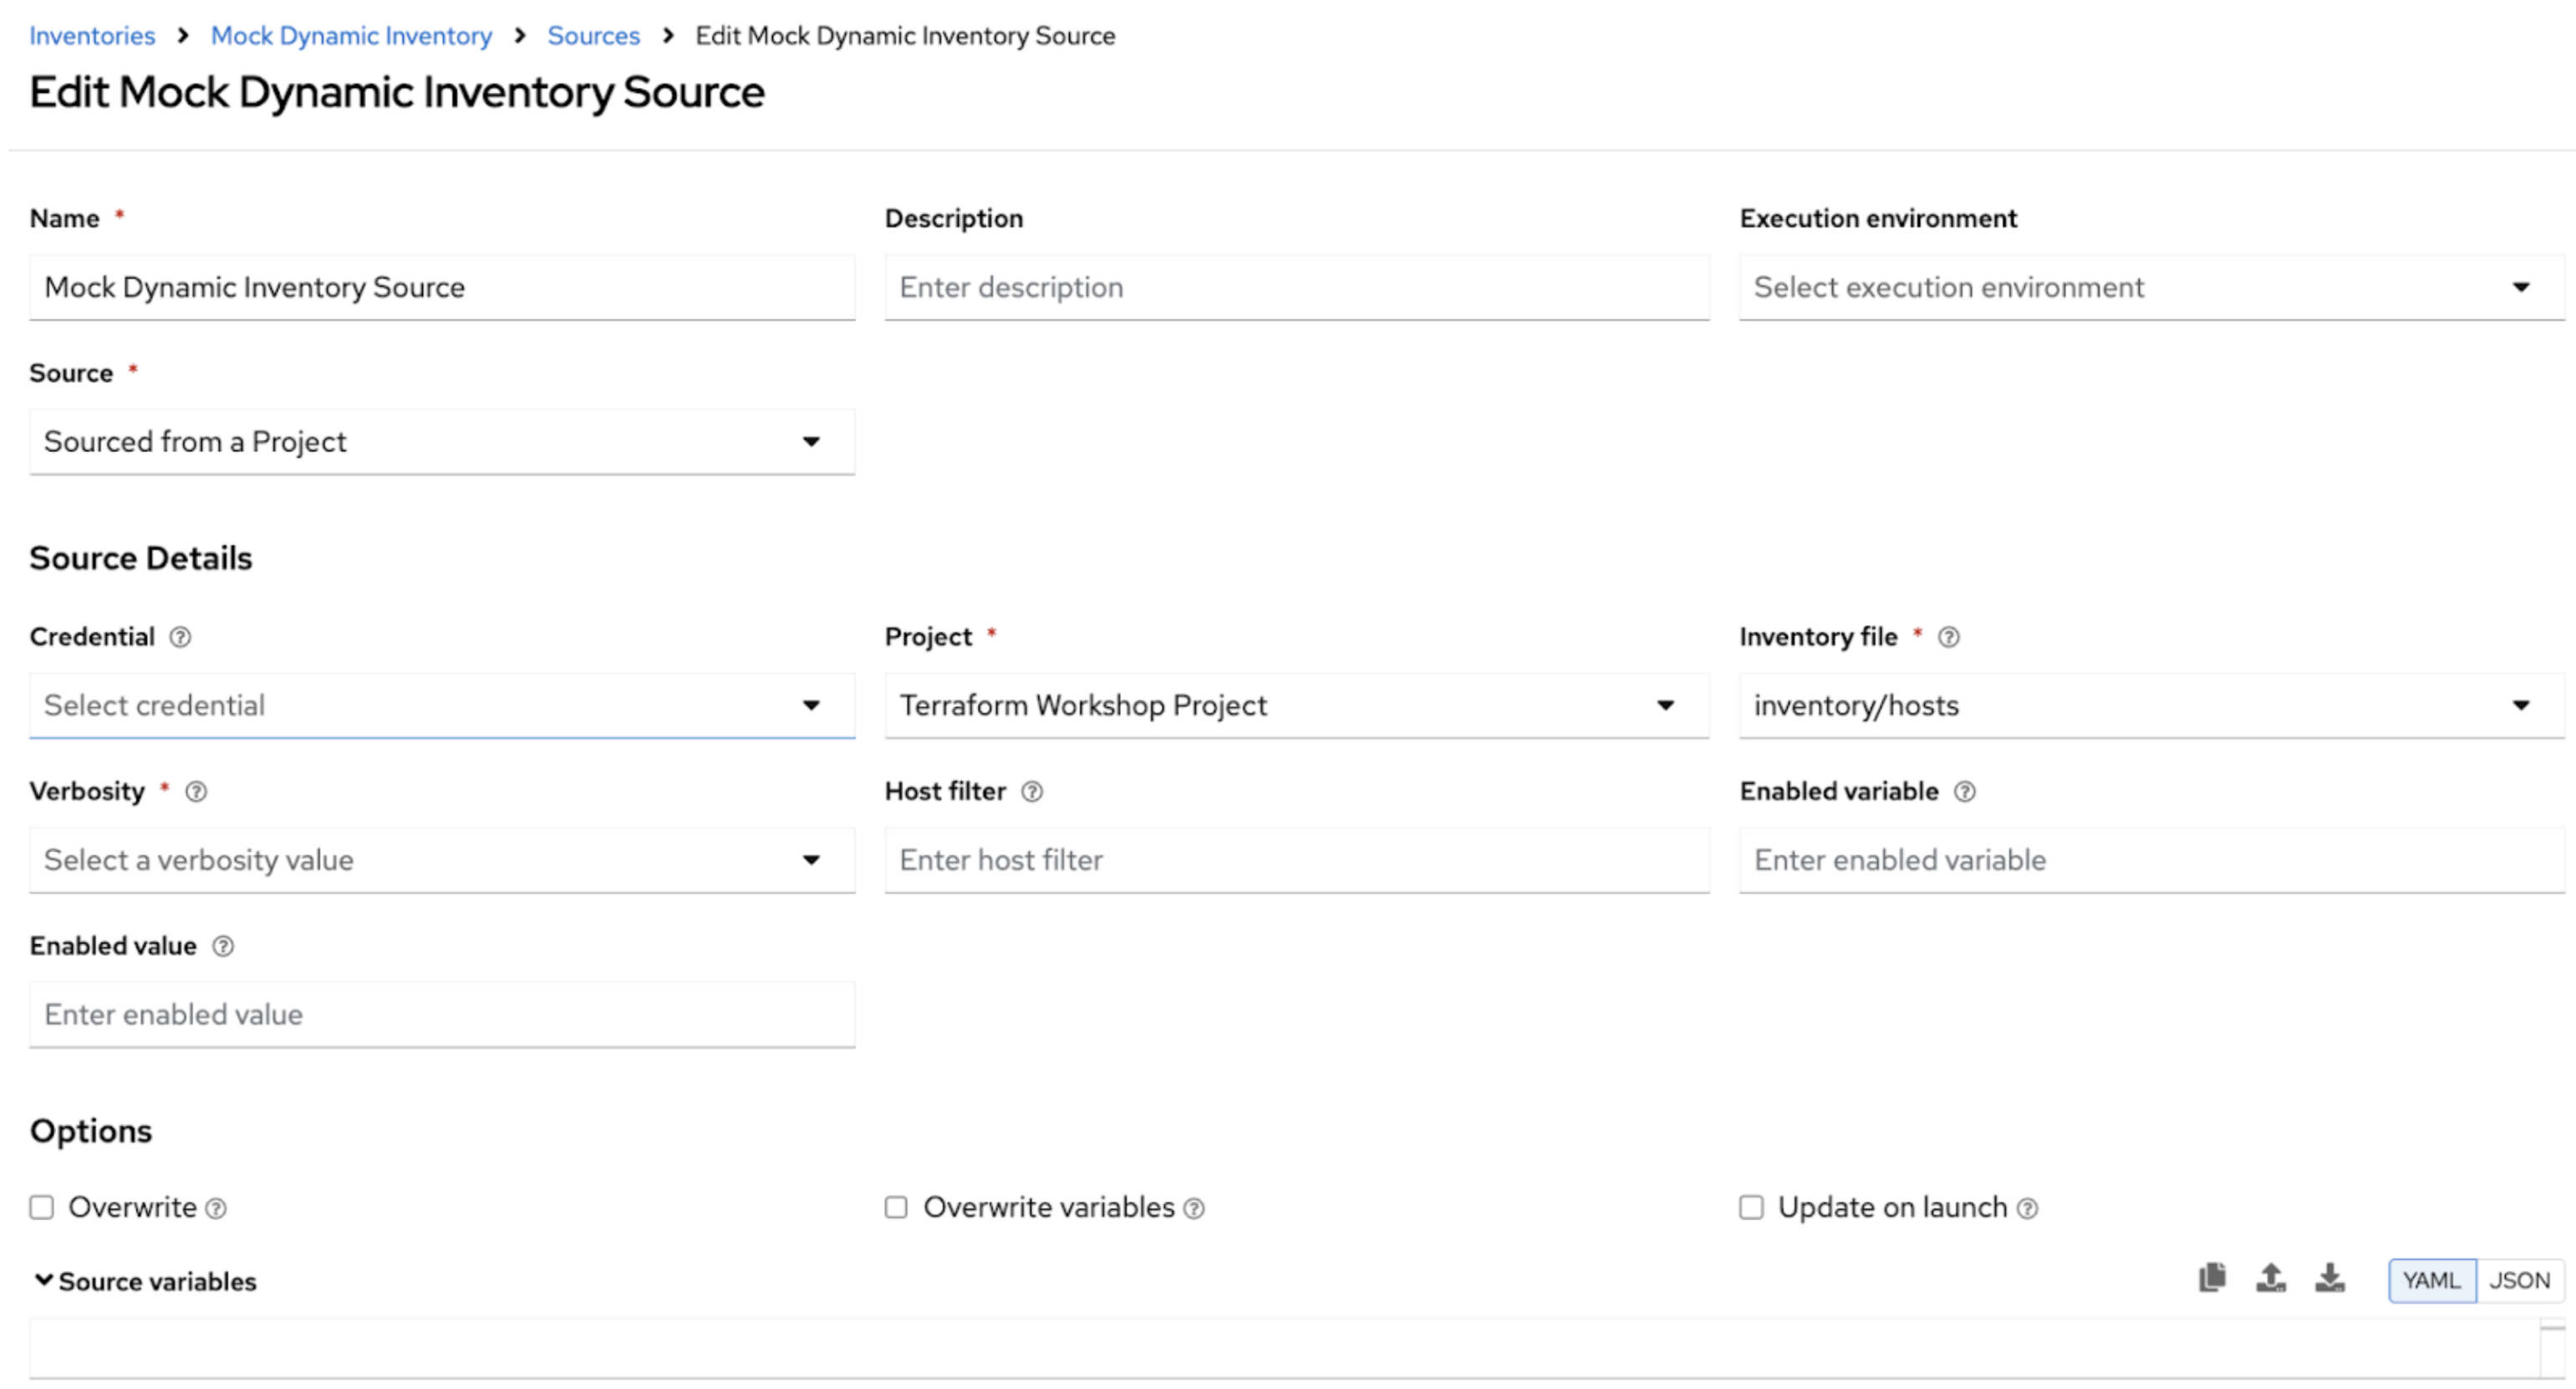 Inventories > Mock Dynamic Inventory > Sources > Edit Mock Dynamic Inventory Source
Edit Mock Dynamic Inventory Source
Name * Description Execution environment
Mock Dynamic Inventory Source Enter description Select execution environment
Source *
Sourced from a Project
Source Details
Credential ? Project * Inventory file * ?
Select credential Terraform Workshop Project inventory/hosts
Verbosity * ? Host filter ? Enabled variable ?
Select a verbosity value Enter host filter Enter enabled variable
Enabled value ?
Enter enabled value
Options
Overwrite ? Overwrite variables ? Update on launch ?
Source variables YAML JSON